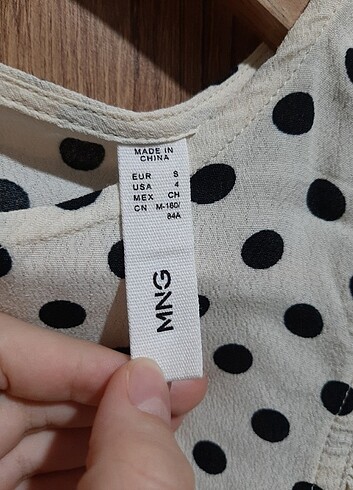 MADE IN
CHINA
EUR S
USA 4
MEX CH
CN M-160/
84A
MNG